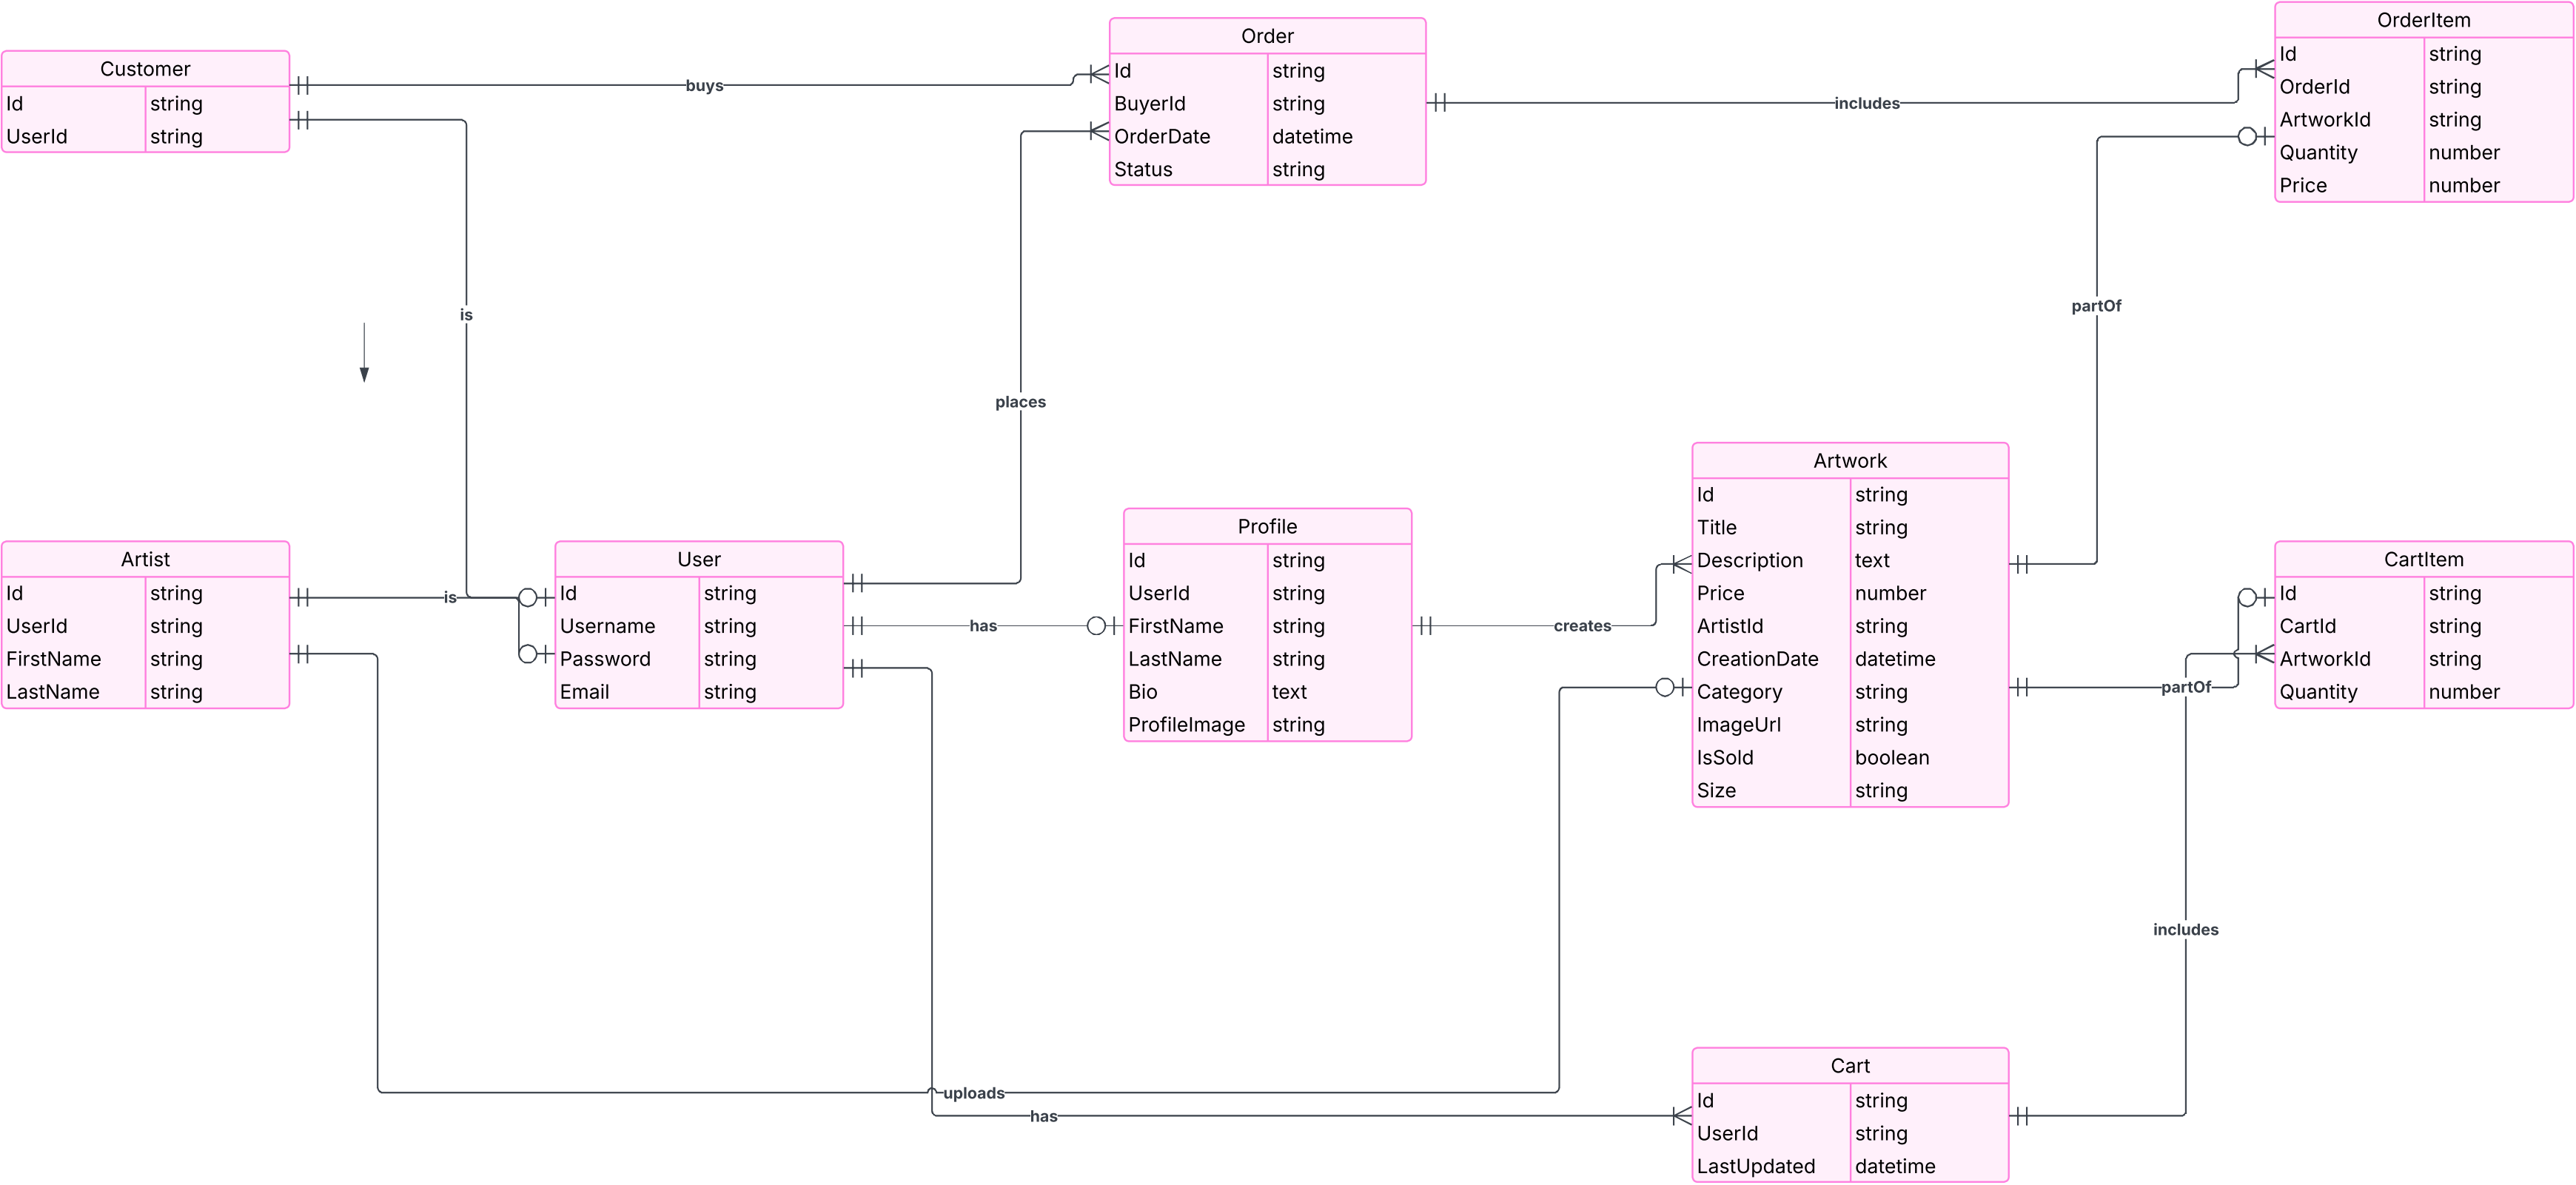 Customer
Id string
UserId string
buys
Order
Id string
BuyerId string
OrderDate datetime
Status string
includes
OrderItem
Id string
OrderId string
ArtworkId string
Quantity number
Price number
is
places
partOf
Artist
Id string
UserId string
FirstName string
LastName string
is
User
Id string
Username string
Password string
Email string
has
Profile
Id string
UserId string
FirstName string
LastName string
Bio text
ProfileImage string
creates
Artwork
Id string
Title string
Description text
Price number
ArtistId string
CreationDate datetime
Category string
ImageUrl string
IsSold boolean
Size string
partOf
CartItem
Id string
CartId string
ArtworkId string
Quantity number
includes
uploads
has
Cart
Id string
UserId string
LastUpdated datetime